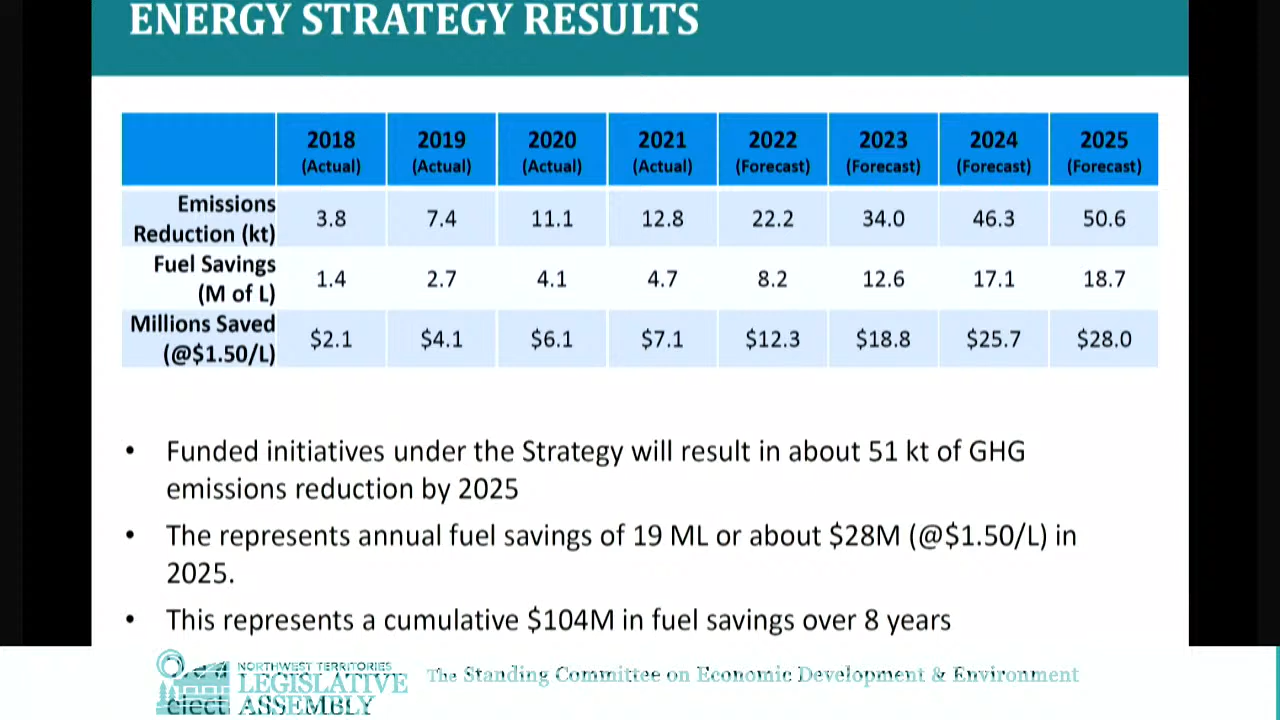 ENERGY STRATEGY RESULTS
2018 2019 2020 2021 2022 2023 2024 2025
(Actual) (Actual) (Actual) (Actual) (Forecast) (Forecast) (Forecast) (Forecast)
Emissions Reduction (kt) 3.8 7.4 11.1 12.8 22.2 34.0 46.3 50.6
Fuel Savings (M of L) 1.4 2.7 4.1 4.7 8.2 12.6 17.1 18.7
Millions Saved (@$1.50/L) $2.1 $4.1 $6.1 $7.1 $12.3 $18.8 $25.7 $28.0
• Funded initiatives under the Strategy will result in about 51 kt of GHG
emissions reduction by 2025
• The represents annual fuel savings of 19 ML or about $28M (@$1.50/L) in
2025.
• This represents a cumulative $104M in fuel savings over 8 years
NORTHWEST TERRITORIES
LEGISLATIVE
ASSEMBLY
The Standing Committee on Economic Development & Environment